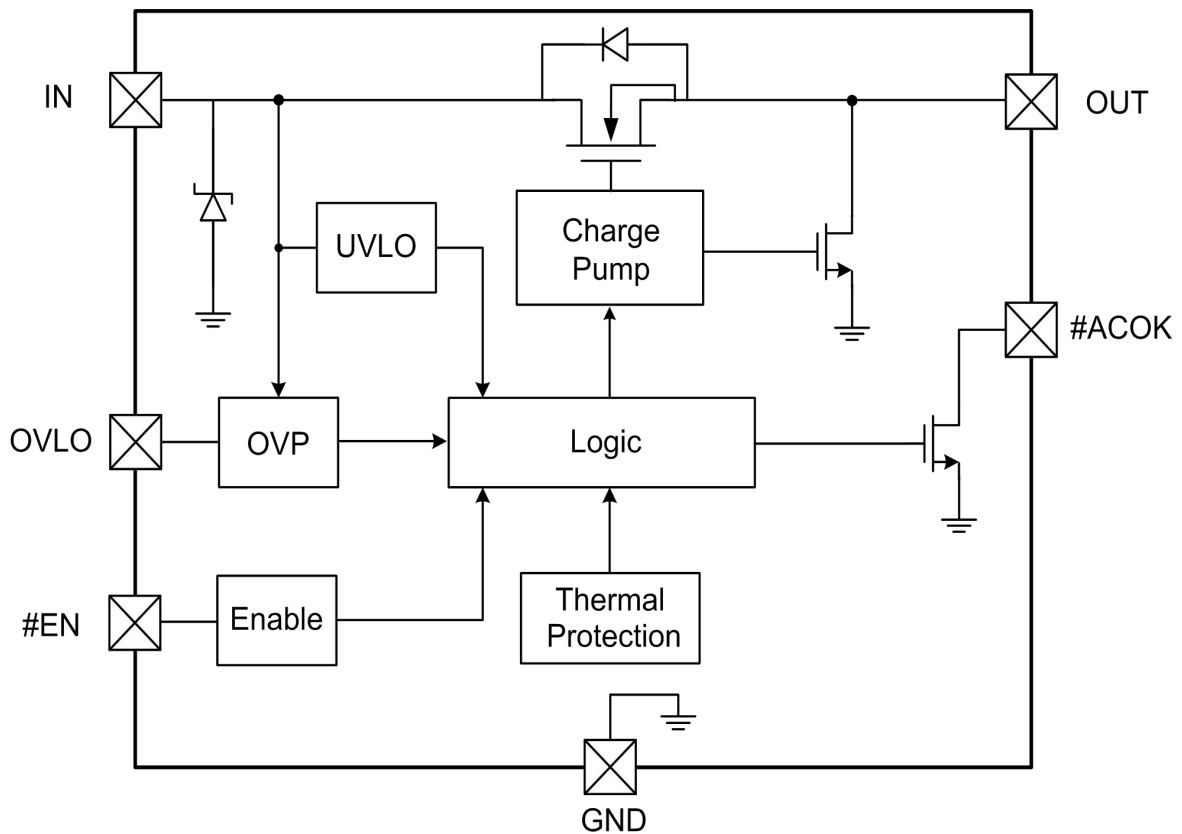 IN
OUT
UVLO
Charge
Pump
#ACOK
OVLO
OVP
Logic
#EN
Enable
Thermal
Protection
GND